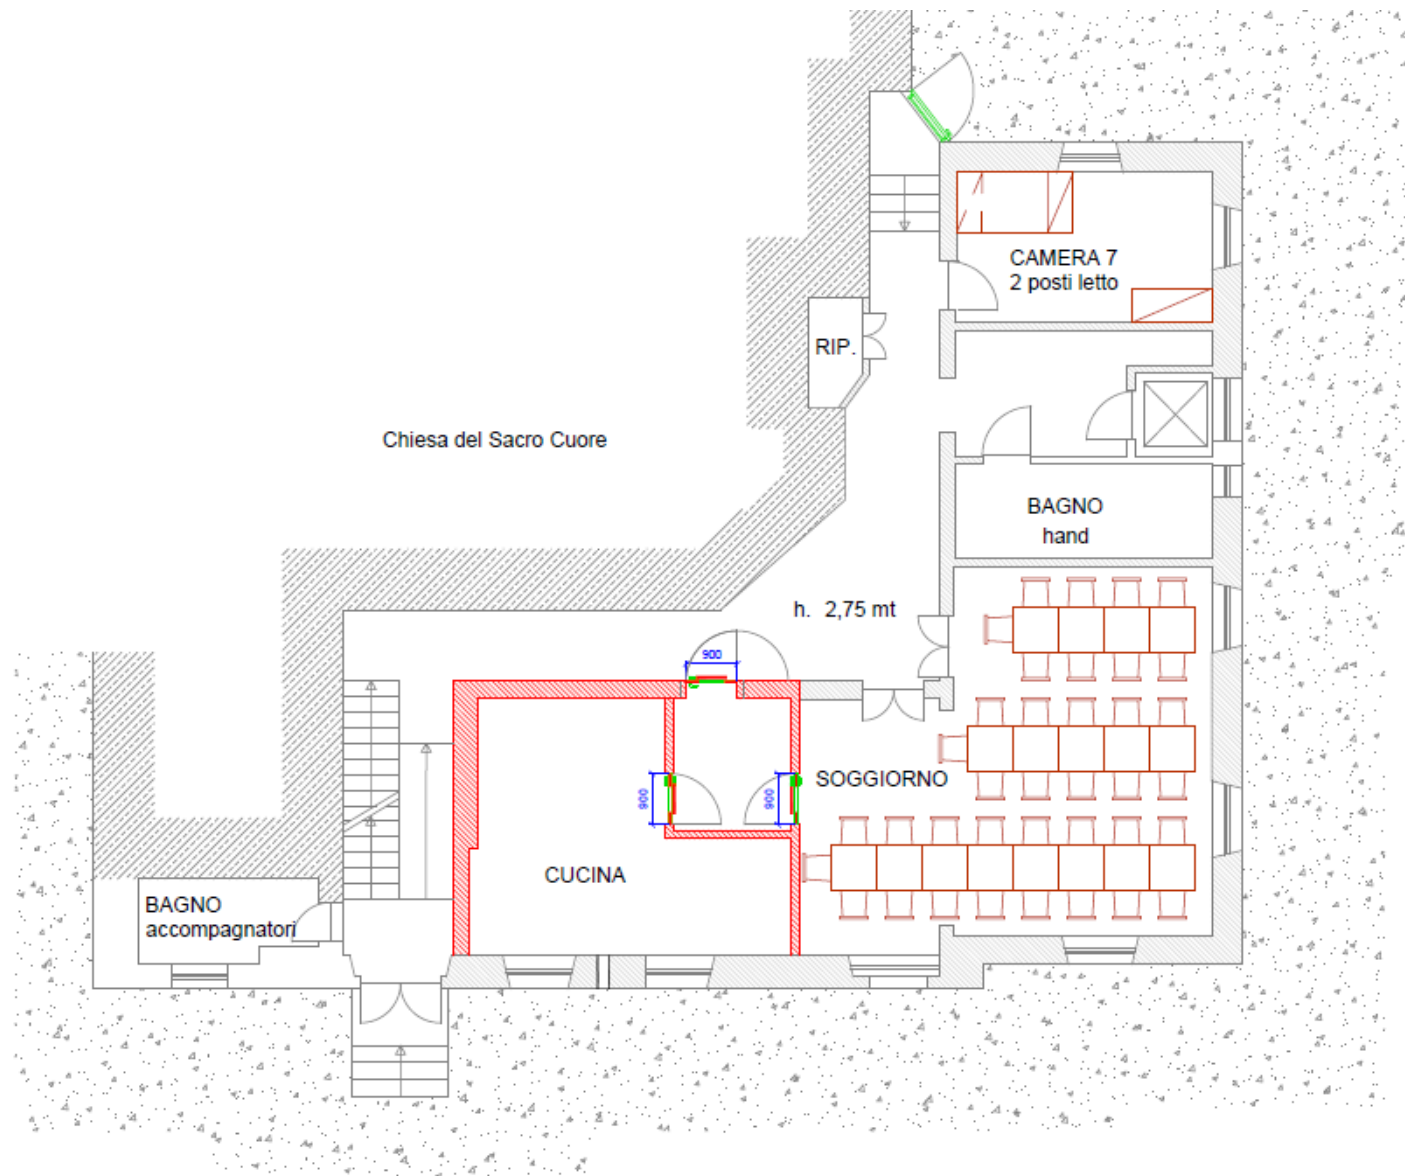 CAMERA 7
2 posti letto
RIP.
Chiesa del Sacro Cuore
BAGNO
hand
h. 2,75 mt
900
900
900
SOGGIORNO
CUCINA
BAGNO
accompagnatori